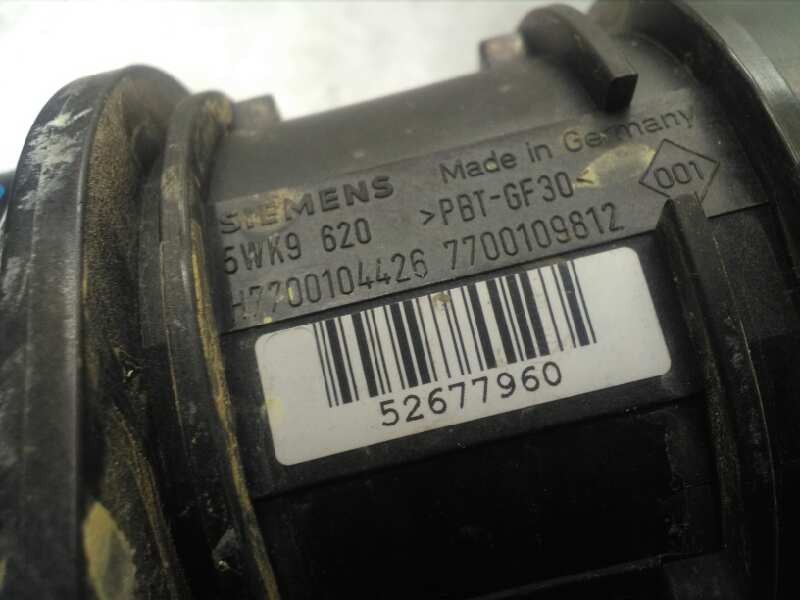 SIEMENS Made in Germany
5WK9 620 >PBT-GF30< 001
H7700104426 7700109812
52677960